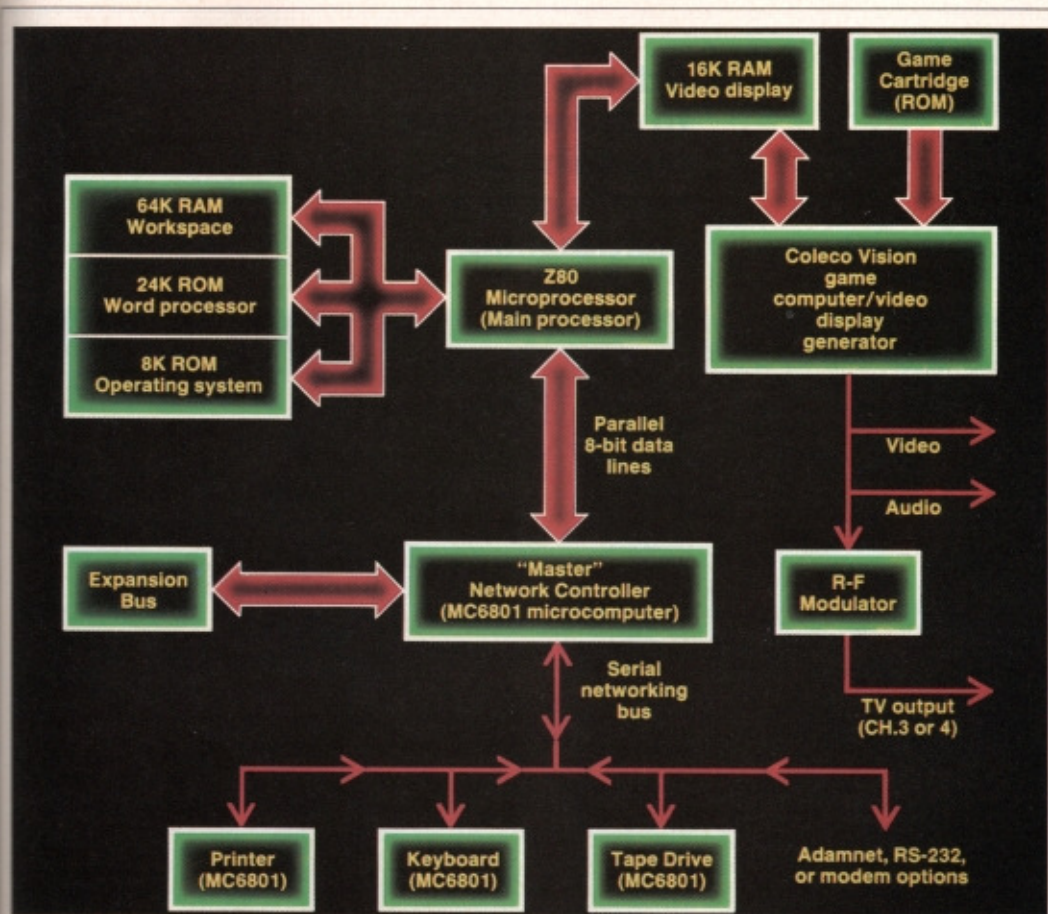 16K RAM
Video display
Game
Cartridge
(ROM)
64K RAM
Workspace
24K ROM
Word processor
8K ROM
Operating system
Z80
Microprocessor
(Main processor)
Coleco Vision
game
computer/video
display
generator
Parallel
8-bit data
lines
Video
Audio
Expansion
Bus
“Master”
Network Controller
(MC6801 microcomputer)
R-F
Modulator
Serial
networking
bus
TV output
(CH.3 or 4)
Printer
(MC6801)
Keyboard
(MC6801)
Tape Drive
(MC6801)
Adamnet, RS-232,
or modem options